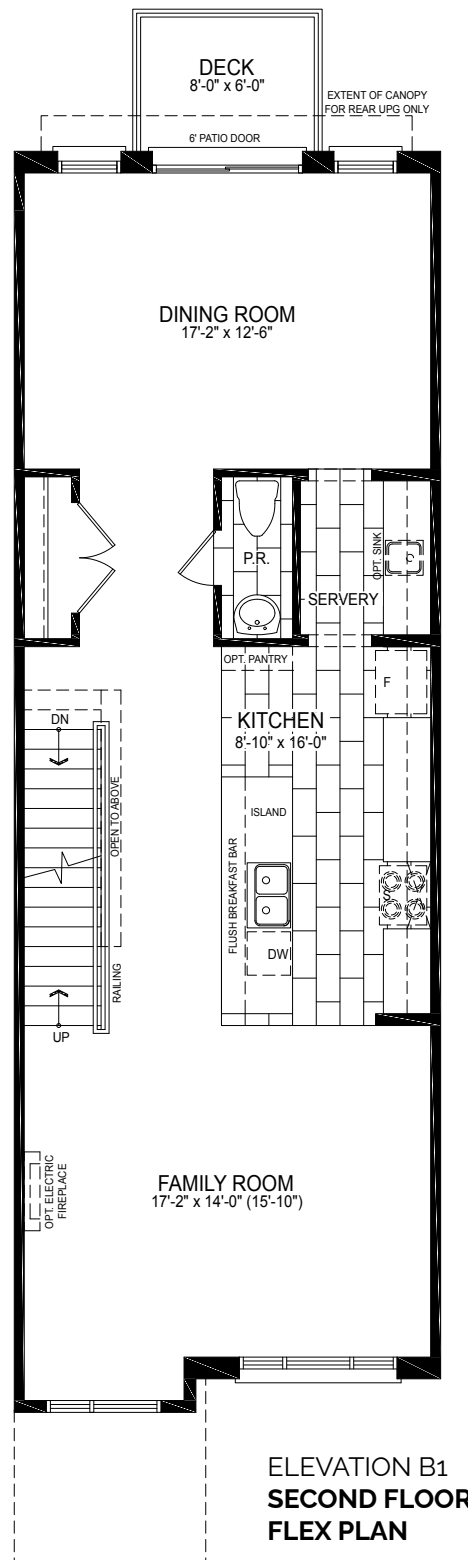 DECK
8'-0" x 6'-0"
EXTENT OF CANOPY
FOR REAR UPG ONLY
6' PATIO DOOR
DINING ROOM
17'-2" x 12'-6"
P.R.
OPT. SINK
SERVERY
OPT. PANTRY
F
KITCHEN
8'-10" x 16'-0"
DN
OPEN TO ABOVE
ISLAND
FLUSH BREAKFAST BAR
S
DW
RAILING
UP
FAMILY ROOM
17'-2" x 14'-0" (15'-10")
OPT. ELECTRIC
FIREPLACE
ELEVATION B1
SECOND FLOOR
FLEX PLAN